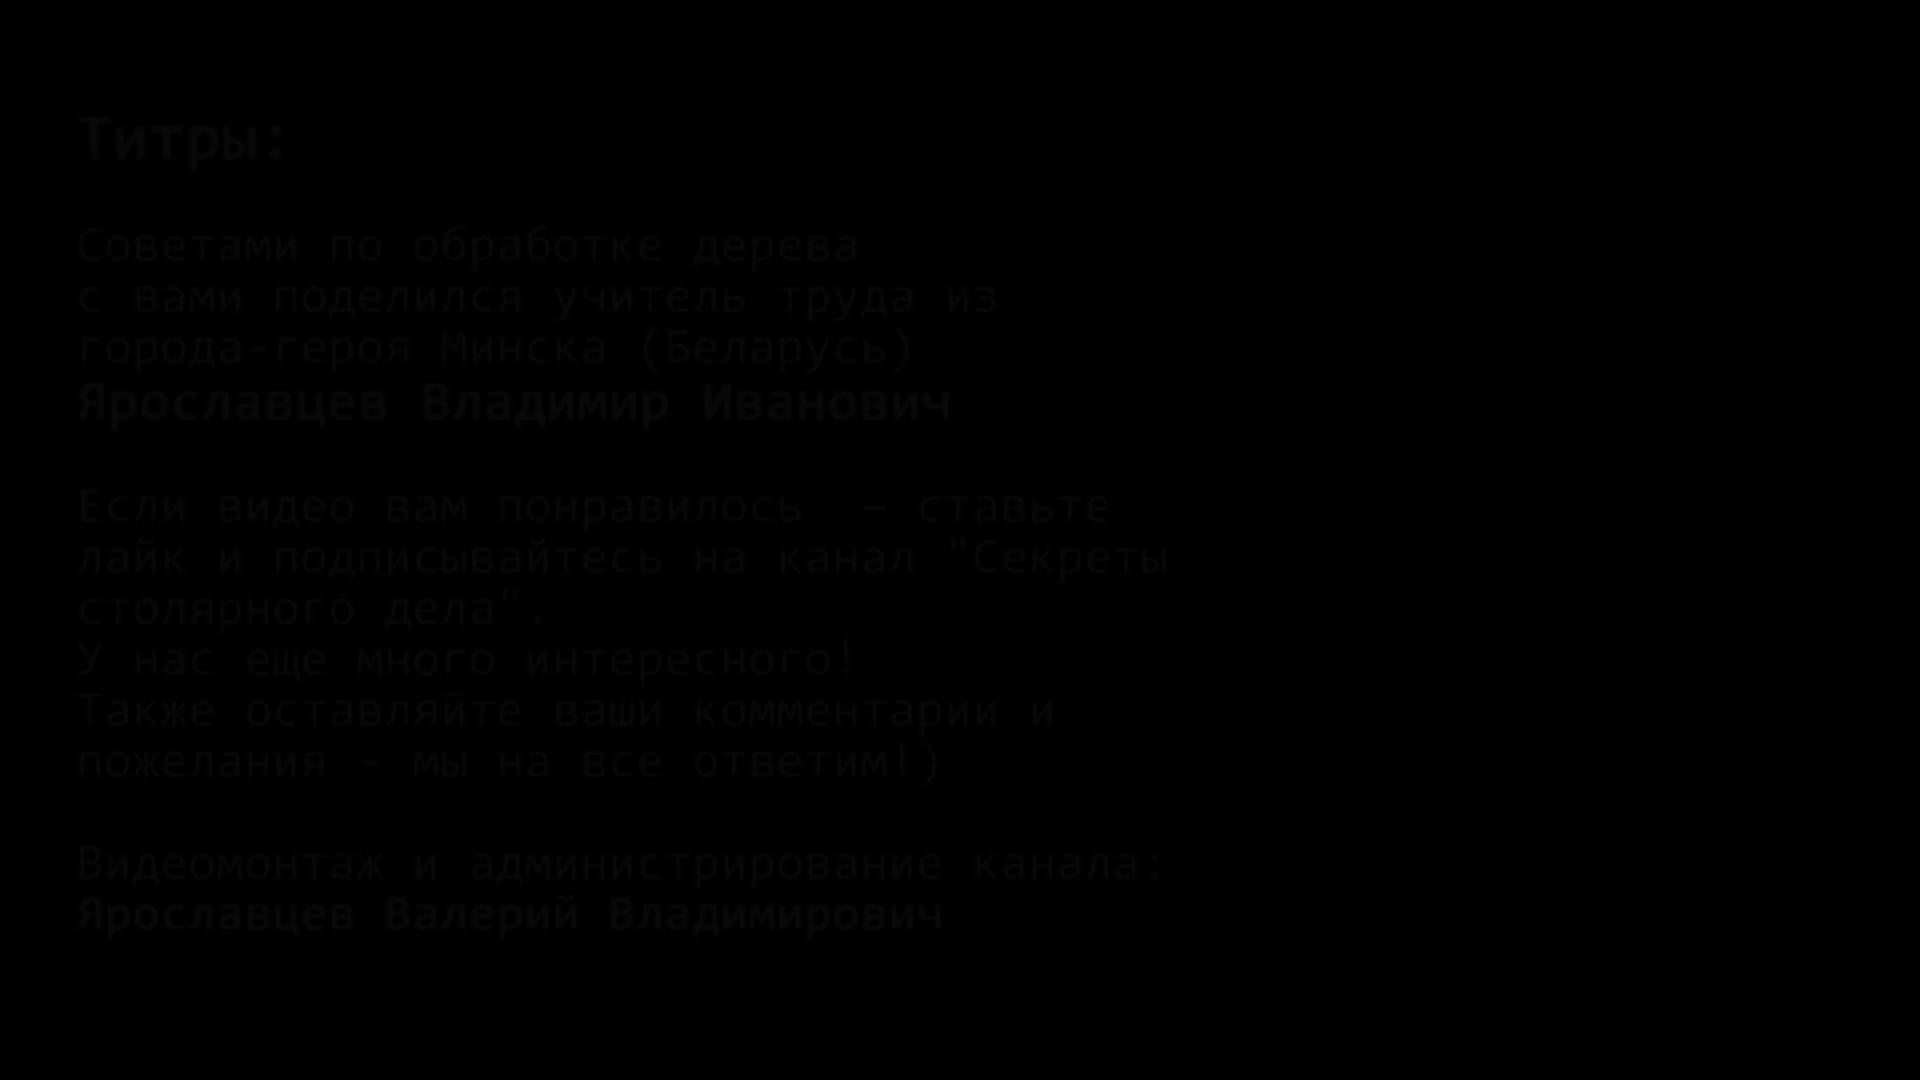 Титры:
Советами по обработке дерева
с вами поделился учитель труда из
города-героя Минска (Беларусь)
Ярославцев Владимир Иванович
Если видео вам понравилось  – ставьте
лайк и подписывайтесь на канал "Секреты
столярного дела".
У нас еще много интересного!
Также оставляйте ваши комментарии и
пожелания - мы на все ответим!)
Видеомонтаж и администрирование канала:
Ярославцев Валерий Владимирович